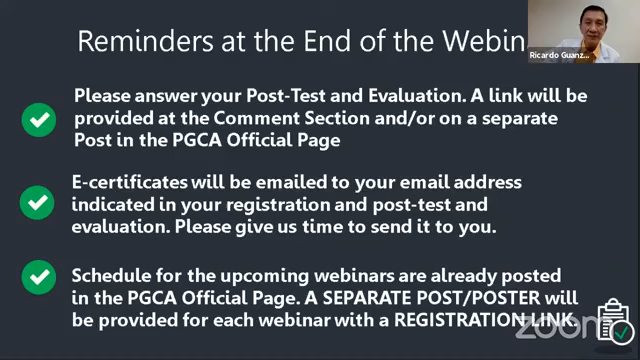 Reminders at the End of the Webin
Ricardo Guanz...
Please answer your Post-Test and Evaluation. A link will be
provided at the Comment Section and/or on a separate
Post in the PGCA Official Page
E-certificates will be emailed to your email address
indicated in your registration and post-test and
evaluation. Please give us time to send it to you.
Schedule for the upcoming webinars are already posted
in the PGCA Official Page. A SEPARATE POST/POSTER will
be provided for each webinar with a REGISTRATION LINK.
zoom